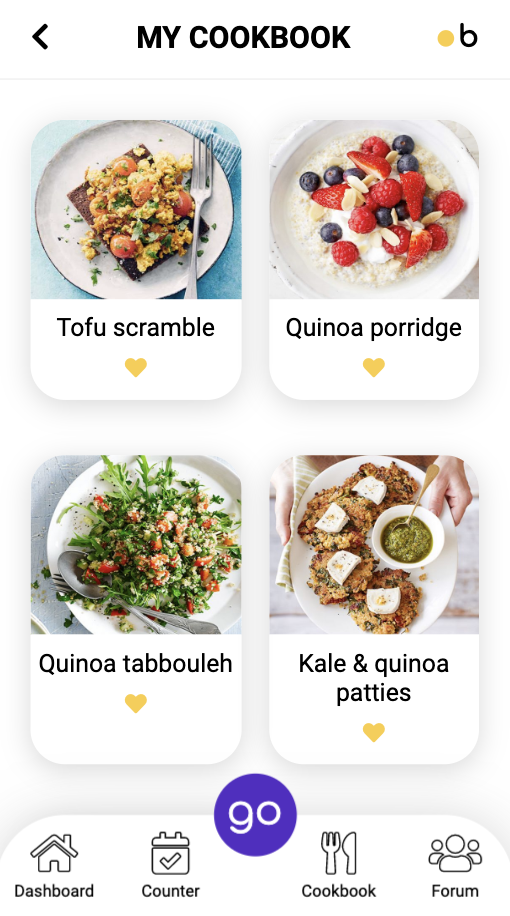 MY COOKBOOK
b
Tofu scramble
Quinoa porridge
Quinoa tabbouleh
Kale & quinoa
patties
go
Dashboard
Counter
Cookbook
Forum